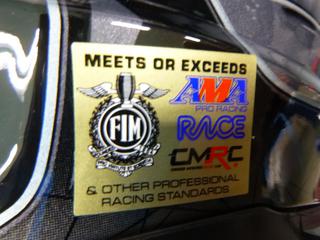 MEETS OR EXCEEDS
AMA
PRO RACING
FIM
RACE
CMRC
& OTHER PROFESSIONAL
RACING STANDARDS